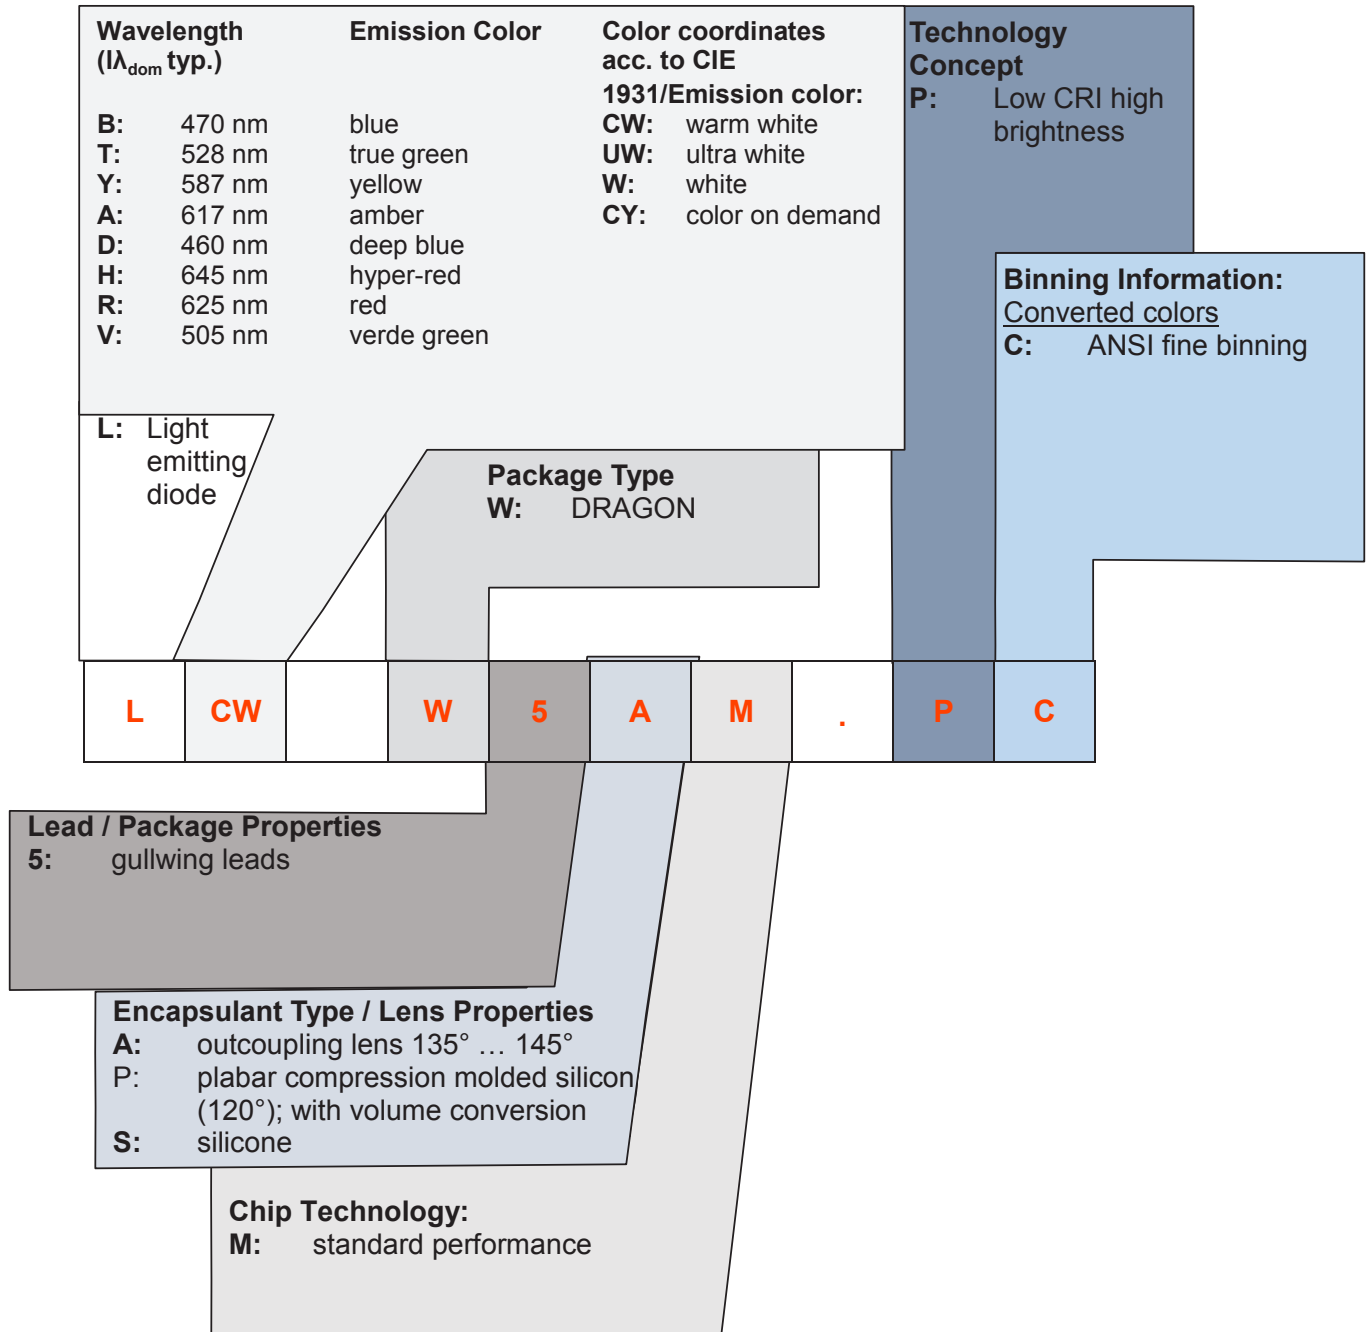 Wavelength
(lλdom typ.)
Emission Color
B: 470 nm blue
T: 528 nm true green
Y: 587 nm yellow
A: 617 nm amber
D: 460 nm deep blue
H: 645 nm hyper-red
R: 625 nm red
V: 505 nm verde green
Color coordinates
acc. to CIE
1931/Emission color:
CW: warm white
UW: ultra white
W: white
CY: color on demand
Technology
Concept
P: Low CRI high
brightness
Binning Information:
Converted colors
C: ANSI fine binning
L: Light
emitting
diode
Package Type
W: DRAGON
L CW W 5 A M . P C
Lead / Package Properties
5: gullwing leads
Encapsulant Type / Lens Properties
A: outcoupling lens 135° … 145°
P: plabar compression molded silicon
(120°); with volume conversion
S: silicone
Chip Technology:
M: standard performance